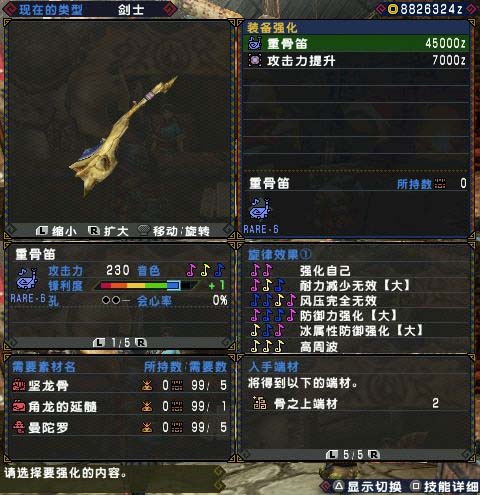 现在的类型 剑士
8826324z
装备强化
重骨笛 45000z
攻击力提升 7000z
重骨笛 所持数 0
RARE-6
L 缩小 R 扩大 移动/旋转
重骨笛
攻击力 230 音色
锋利度 +1
RARE-6 孔 ○○— 会心率 0%
L 1/5 R
旋律效果①
强化自己
耐力减少无效【大】
风压完全无效
防御力强化【大】
冰属性防御强化【大】
高周波
需要素材名 所持数/需要数
坚龙骨 0 99/ 5
角龙的延髓 0 99/ 1
曼陀罗 0 99/ 5
入手端材
将得到以下的端材。
骨之上端材 2
L 5/5 R
请选择要强化的内容。
△显示切换 □技能详细